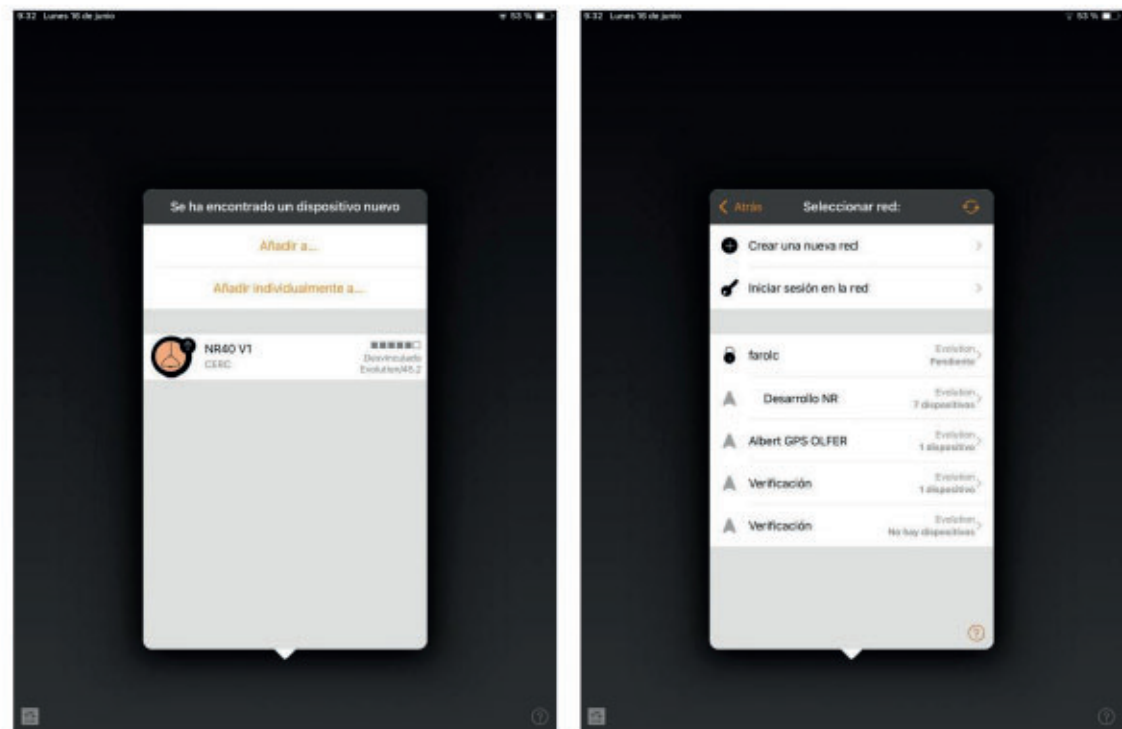 9:32 Lunes 16 de junio
53 %
Se ha encontrado un dispositivo nuevo
Añadir a...
Añadir individualmente a...
NR40 V1
CERC
Desvinculado
Evolution/45.2
9:32 Lunes 16 de junio
53 %
Atrás
Seleccionar red:
Crear una nueva red
Iniciar sesión en la red
farolc
Evolution
Pendiente
Desarrollo NR
Evolution
7 dispositivos
Albert GPS OLFER
Evolution
1 dispositivo
Verificación
Evolution
1 dispositivo
Verificación
Evolution
No hay dispositivos
?
?
?